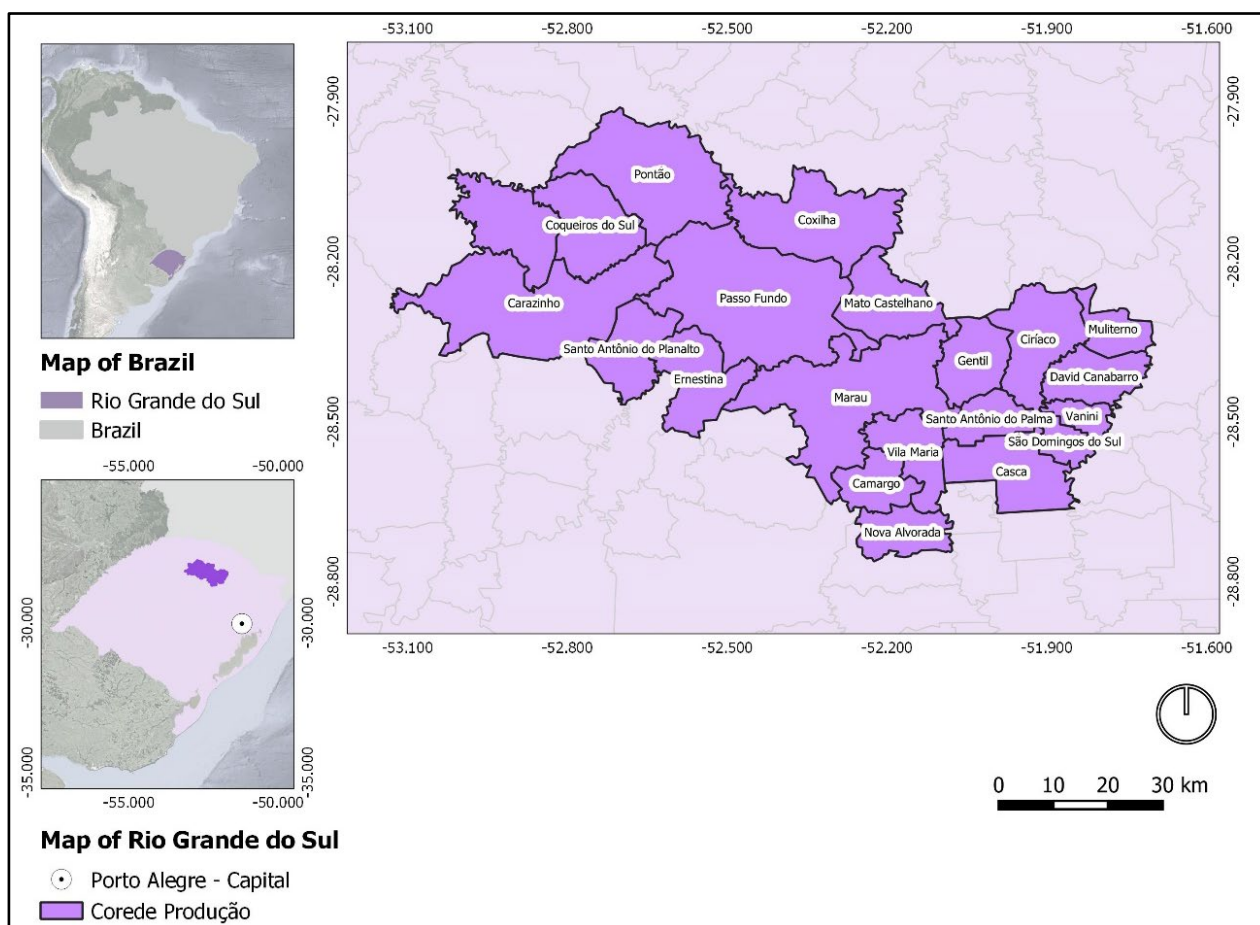 -53.100 -52.800 -52.500 -52.200 -51.900 -51.600
-27.900 -27.900
Pontão
Coxilha
Coqueiros do Sul
-28.200 -28.200
Carazinho
Passo Fundo
Mato Castelhano
Muliterno
Ciríaco
Santo Antônio do Planalto
Gentil
Ernestina
David Canabarro
Marau
-28.500 -28.500
Santo Antônio do Palma
Vanini
São Domingos do Sul
Vila Maria
Casca
Camargo
Nova Alvorada
-28.800 -28.800
-53.100 -52.800 -52.500 -52.200 -51.900 -51.600
0 10 20 30 km
Map of Brazil
Rio Grande do Sul
Brazil
-55.000 -50.000
-30.000 -30.000
-35.000 -35.000
-55.000 -50.000
Map of Rio Grande do Sul
Porto Alegre - Capital
Corede Produção